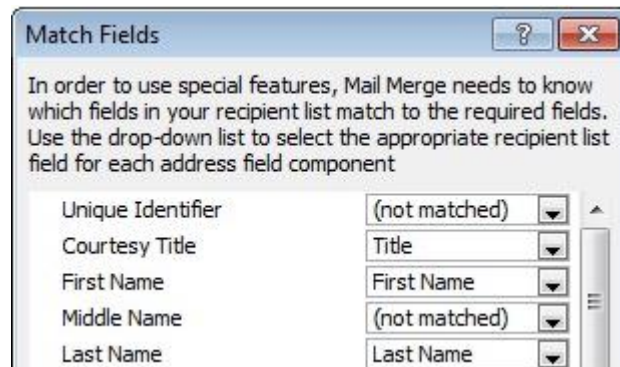 Match Fields
In order to use special features, Mail Merge needs to know
which fields in your recipient list match to the required fields.
Use the drop-down list to select the appropriate recipient list
field for each address field component
Unique Identifier (not matched)
Courtesy Title Title
First Name First Name
Middle Name (not matched)
Last Name Last Name